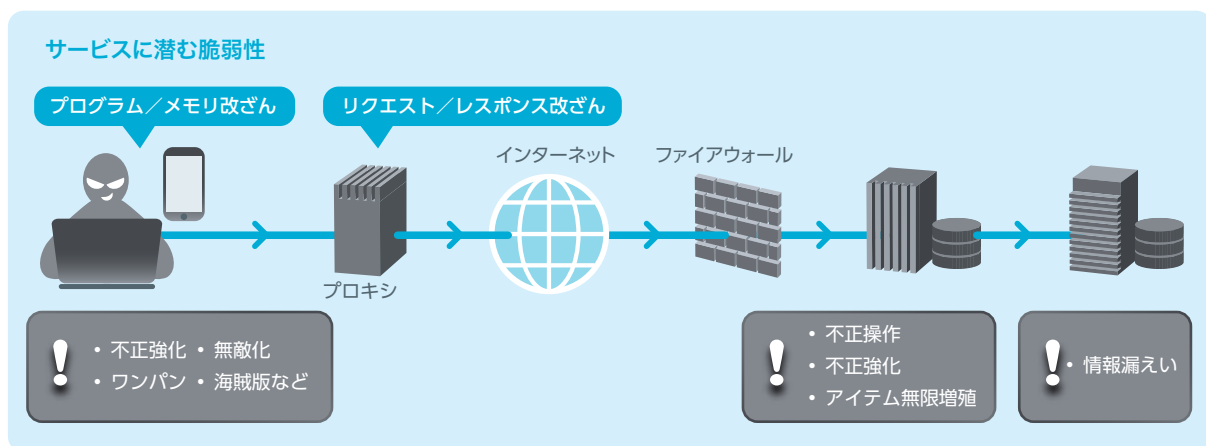 サービスに潜む脆弱性
プログラム／メモリ改ざん
リクエスト／レスポンス改ざん
インターネット
ファイアウォール
プロキシ
・ 不正強化 ・ 無敵化
・ ワンパン ・ 海賊版など
・ 不正操作
・ 不正強化
・ アイテム無限増殖
・ 情報漏えい